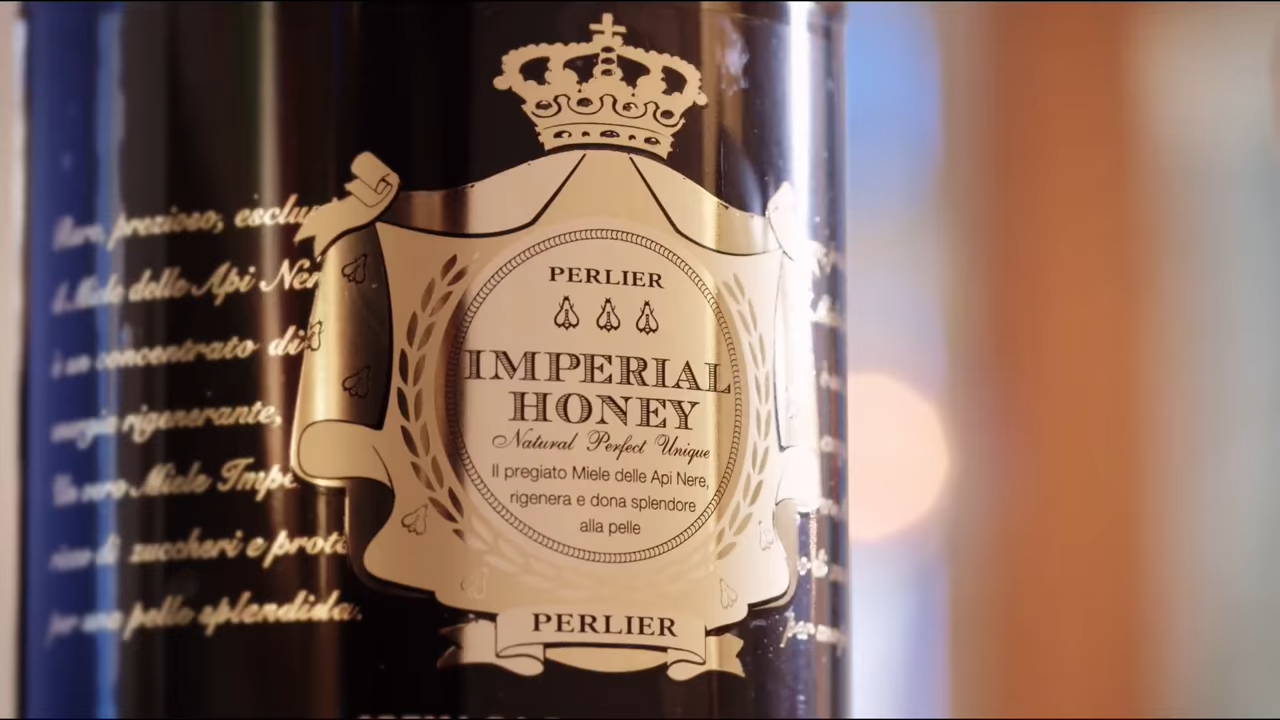 Raro, prezioso, esclus
il Miele delle Api Ner
è un concentrato di
energia rigenerante,
Un vero Miele Impe
ricco di zuccheri e prote
per una pelle splendida.
PERLIER
IMPERIAL
HONEY
Natural Perfect Unique
Il pregiato Miele delle Api Nere,
rigenera e dona splendore
alla pelle
PERLIER